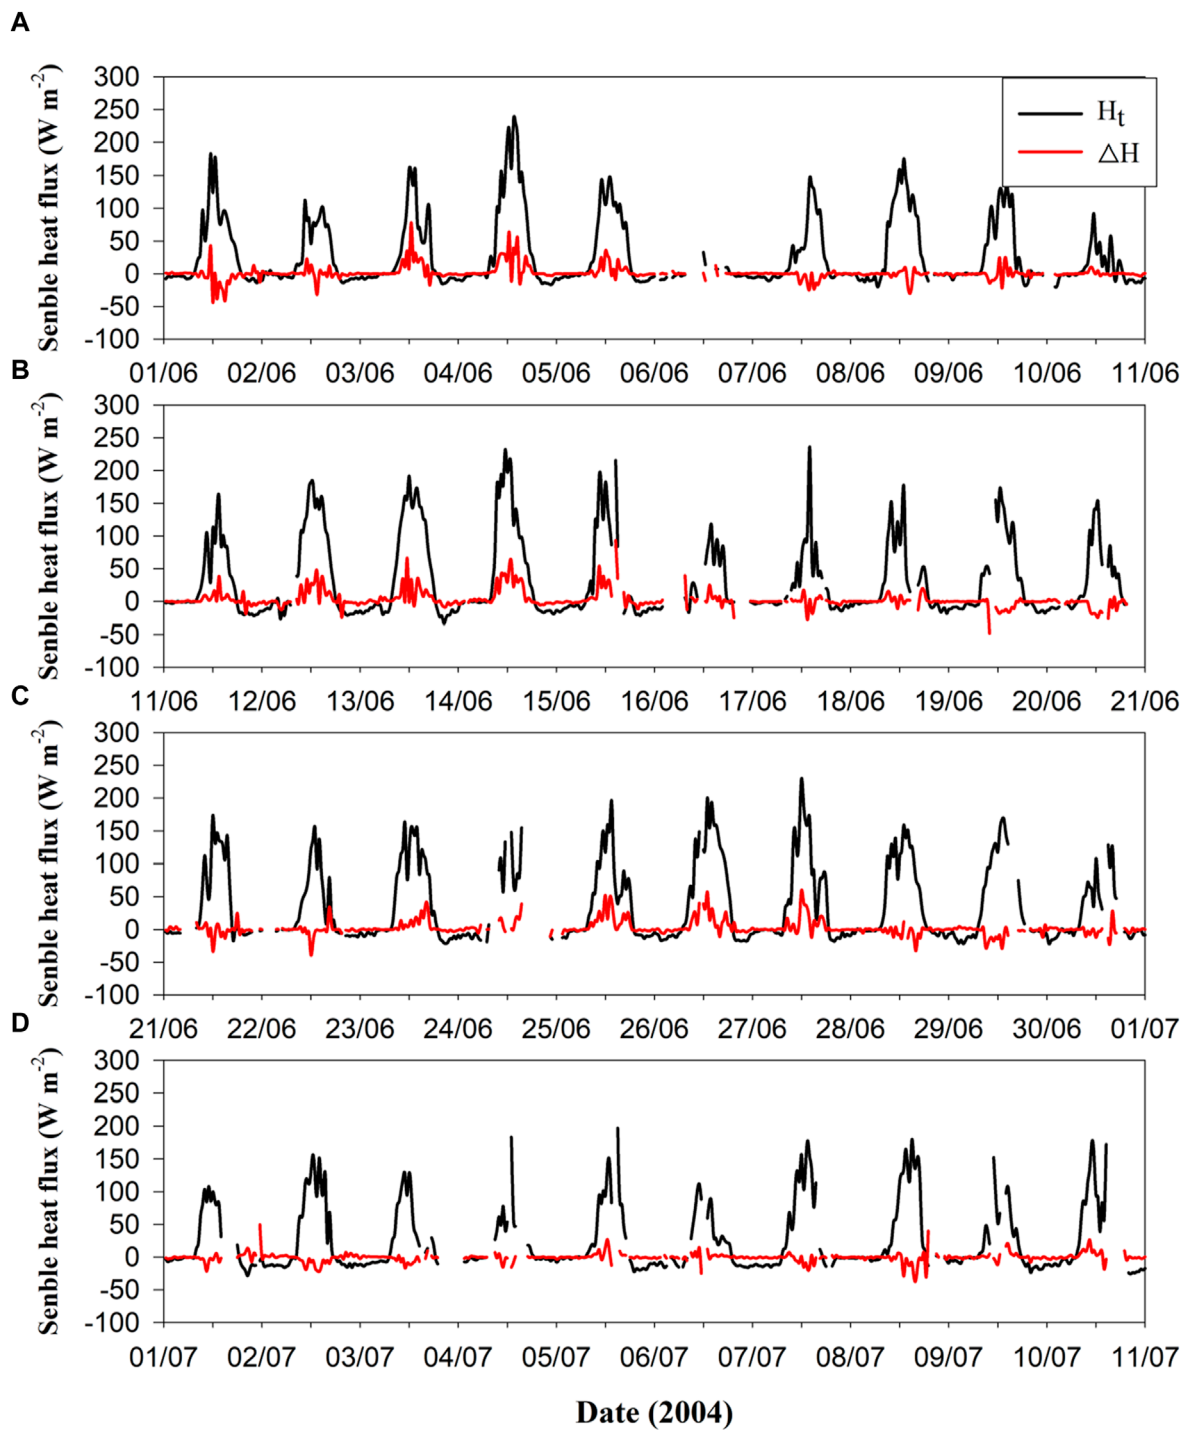 A
Senble heat flux (W m⁻²)
300
250
200
150
100
50
0
-50
-100
Hₜ
△H
01/06 02/06 03/06 04/06 05/06 06/06 07/06 08/06 09/06 10/06 11/06
B
Senble heat flux (W m⁻²)
300
250
200
150
100
50
0
-50
-100
11/06 12/06 13/06 14/06 15/06 16/06 17/06 18/06 19/06 20/06 21/06
C
Senble heat flux (W m⁻²)
300
250
200
150
100
50
0
-50
-100
21/06 22/06 23/06 24/06 25/06 26/06 27/06 28/06 29/06 30/06 01/07
D
Senble heat flux (W m⁻²)
300
250
200
150
100
50
0
-50
-100
01/07 02/07 03/07 04/07 05/07 06/07 07/07 08/07 09/07 10/07 11/07
Date (2004)